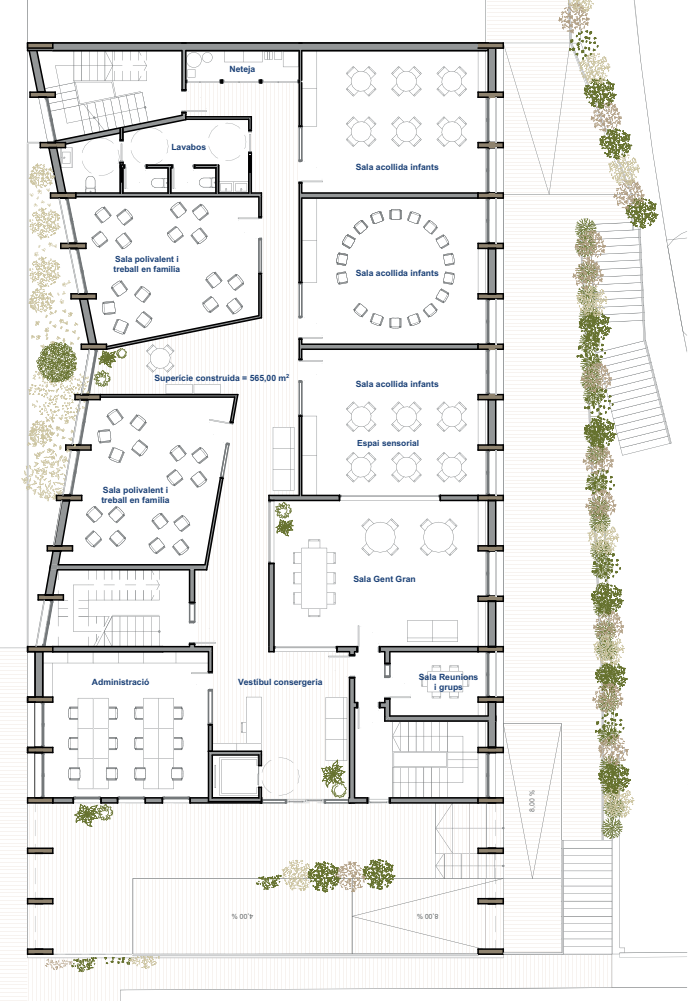 Neteja
Lavabos
Sala acollida infants
Sala polivalent i
treball en família
Sala acollida infants
Supericie construida = 565,00 m²
Sala acollida infants
Espai sensorial
Sala polivalent i
treball en família
Sala Gent Gran
Administració
Vestíbul consergeria
Sala Reunions
i grups
8.00 %
4,00 %
8,00 %